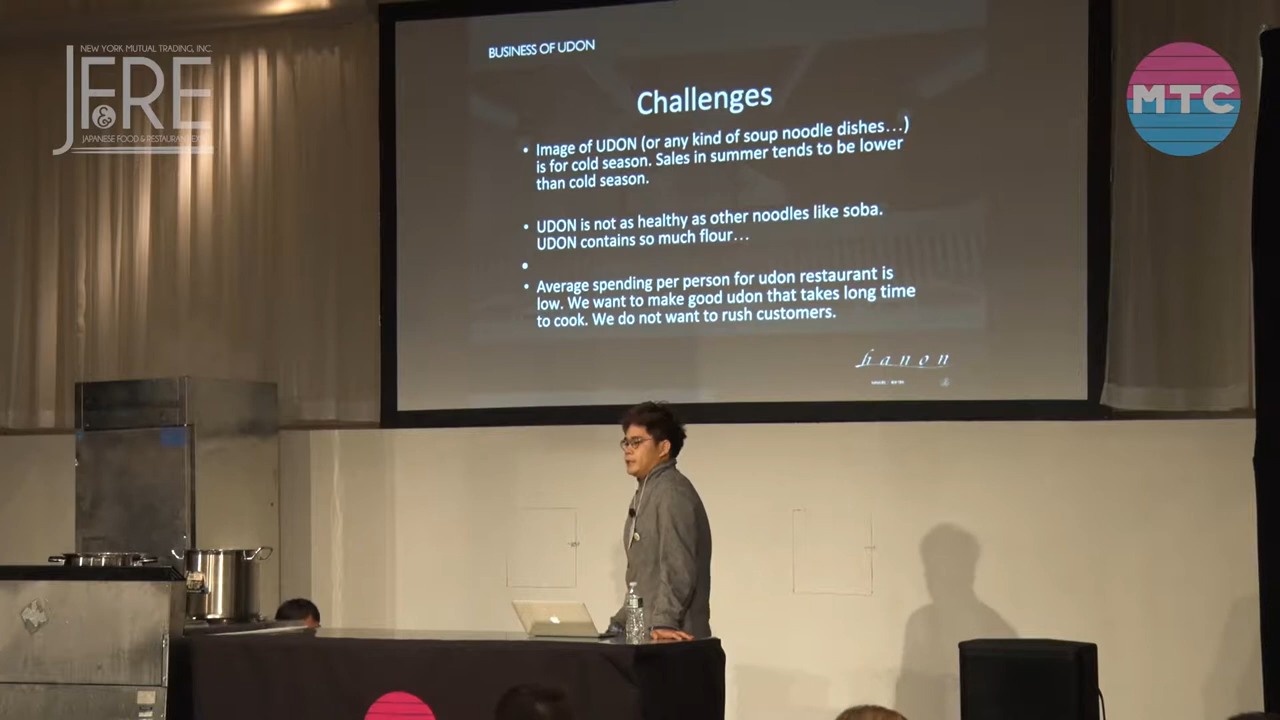 NEW YORK MUTUAL TRADING, INC.
JFRE
&
JAPANESE FOOD & RESTAURANT EXPO
MTC
BUSINESS OF UDON
Challenges
• Image of UDON (or any kind of soup noodle dishes...)
is for cold season. Sales in summer tends to be lower
than cold season.
• UDON is not as healthy as other noodles like soba.
UDON contains so much flour...
•
• Average spending per person for udon restaurant is
low. We want to make good udon that takes long time
to cook. We do not want to rush customers.
hanon